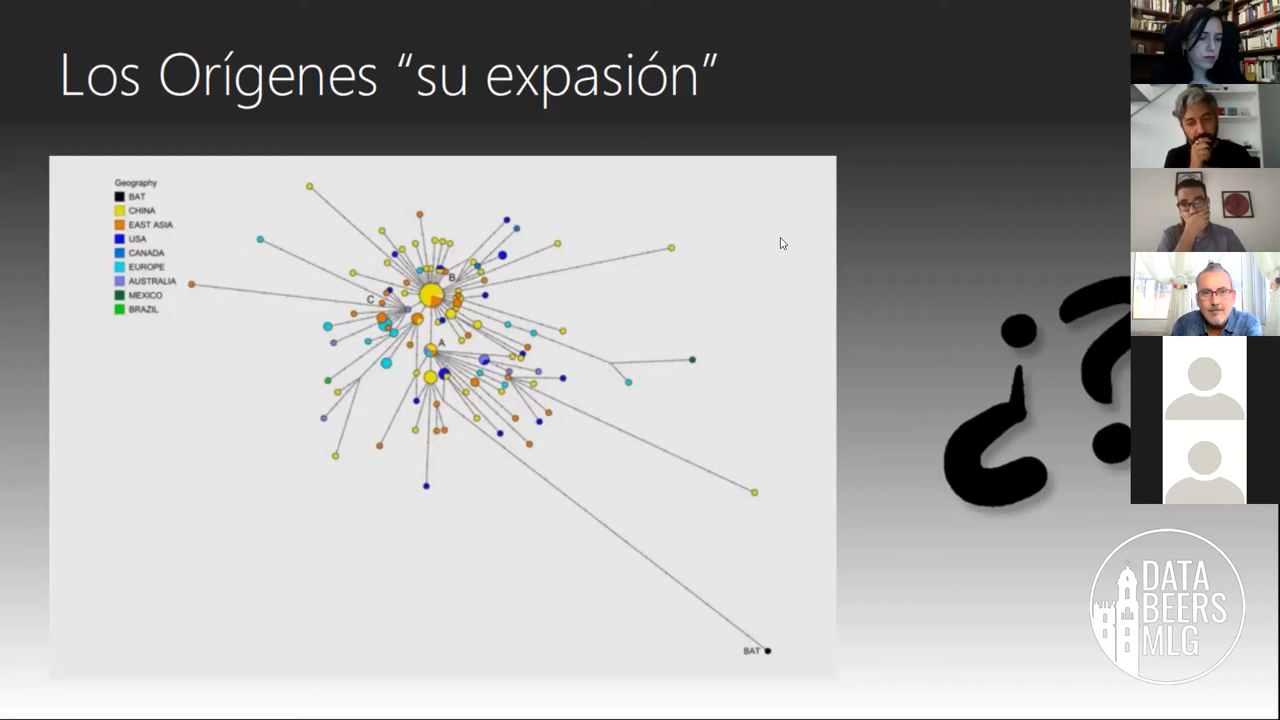 Los Orígenes “su expasión”
Geography
BAT
CHINA
EAST ASIA
USA
CANADA
EUROPE
AUSTRALIA
MEXICO
BRAZIL
B
C
A
BAT
¿?
DATA
BEERS
MLG